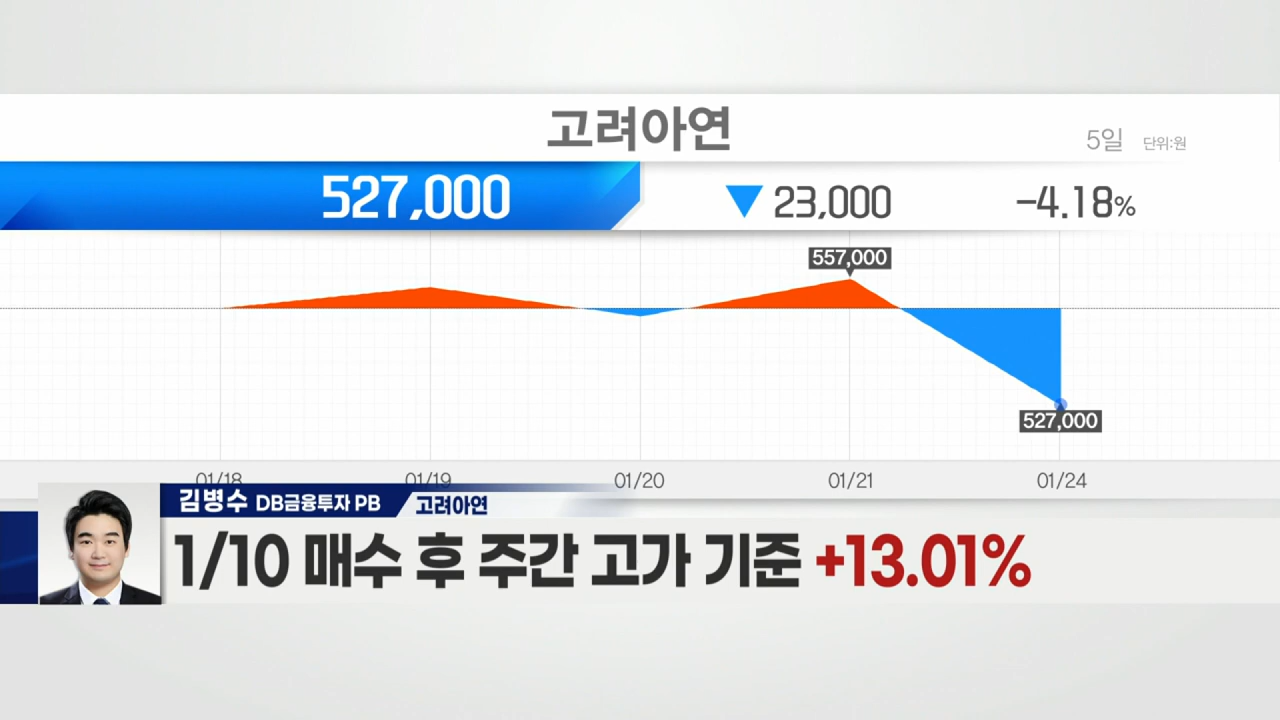 고려아연
5일 단위:원
527,000 ▼ 23,000 -4.18%
557,000
527,000
01/18 01/19 01/20 01/21 01/24
김병수 DB금융투자 PB 고려아연
1/10 매수 후 주간 고가 기준 +13.01%